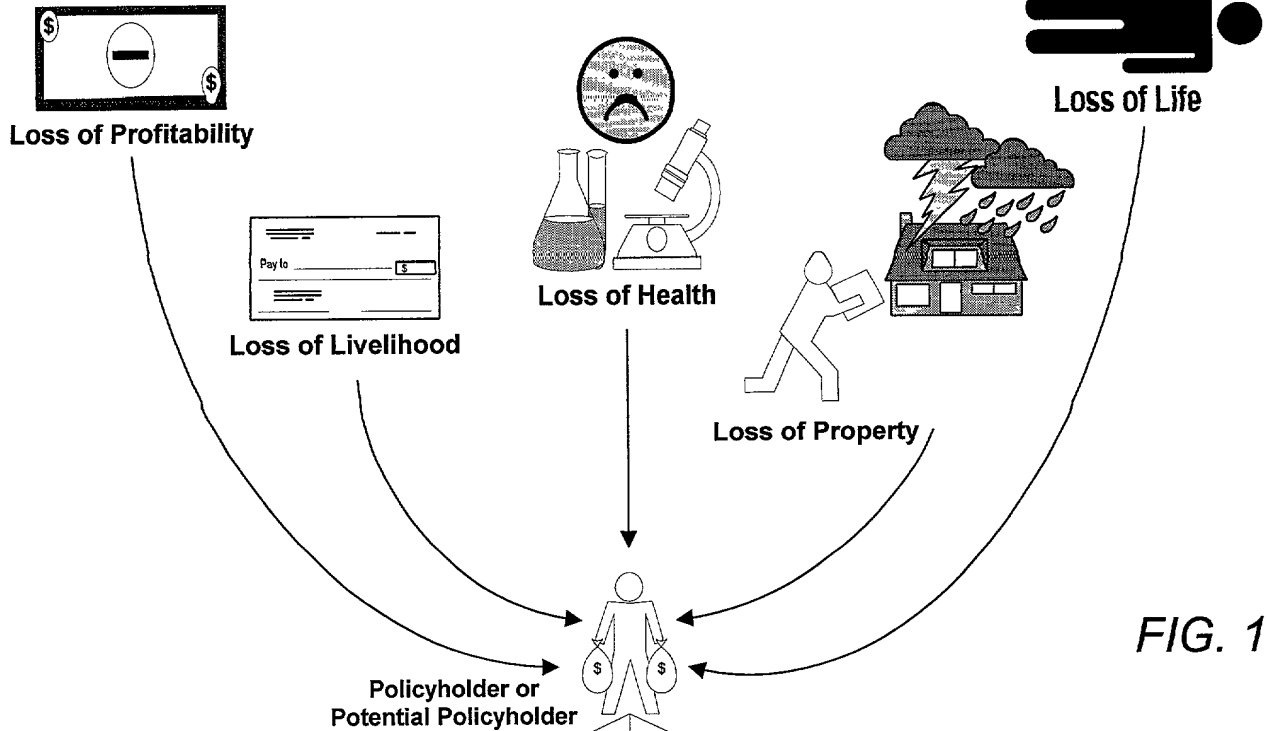 $
$
Loss of Profitability
Loss of Life
Pay to
$
Loss of Health
Loss of Livelihood
Loss of Property
$ $
FIG. 1
Policyholder or
Potential Policyholder